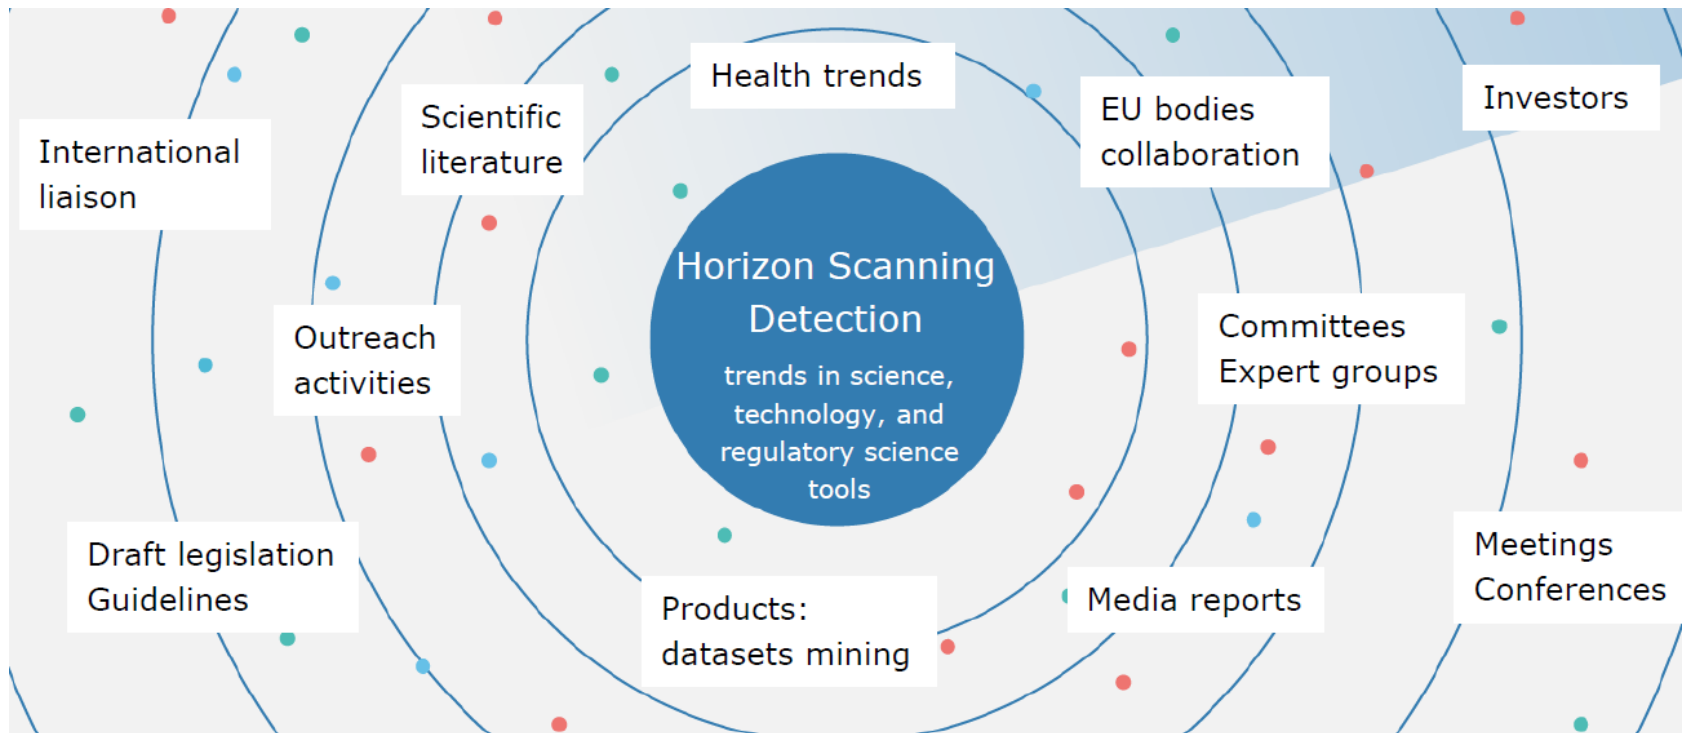 Health trends
Scientific
literature
EU bodies
collaboration
Investors
International
liaison
Horizon Scanning
Detection
trends in science,
technology, and
regulatory science
tools
Outreach
activities
Committees
Expert groups
Draft legislation
Guidelines
Products:
datasets mining
Media reports
Meetings
Conferences